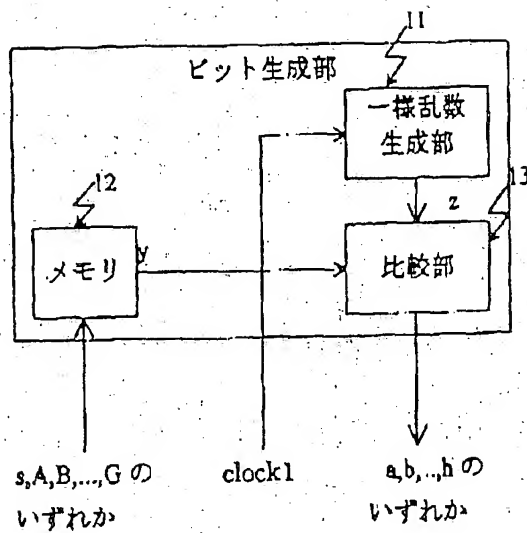 11
ビット生成部
一様乱数
生成部
12
13
z
メモリ
y
比較部
s,A,B,...,G の
いずれか
clock1
a,b,..,h の
いずれか